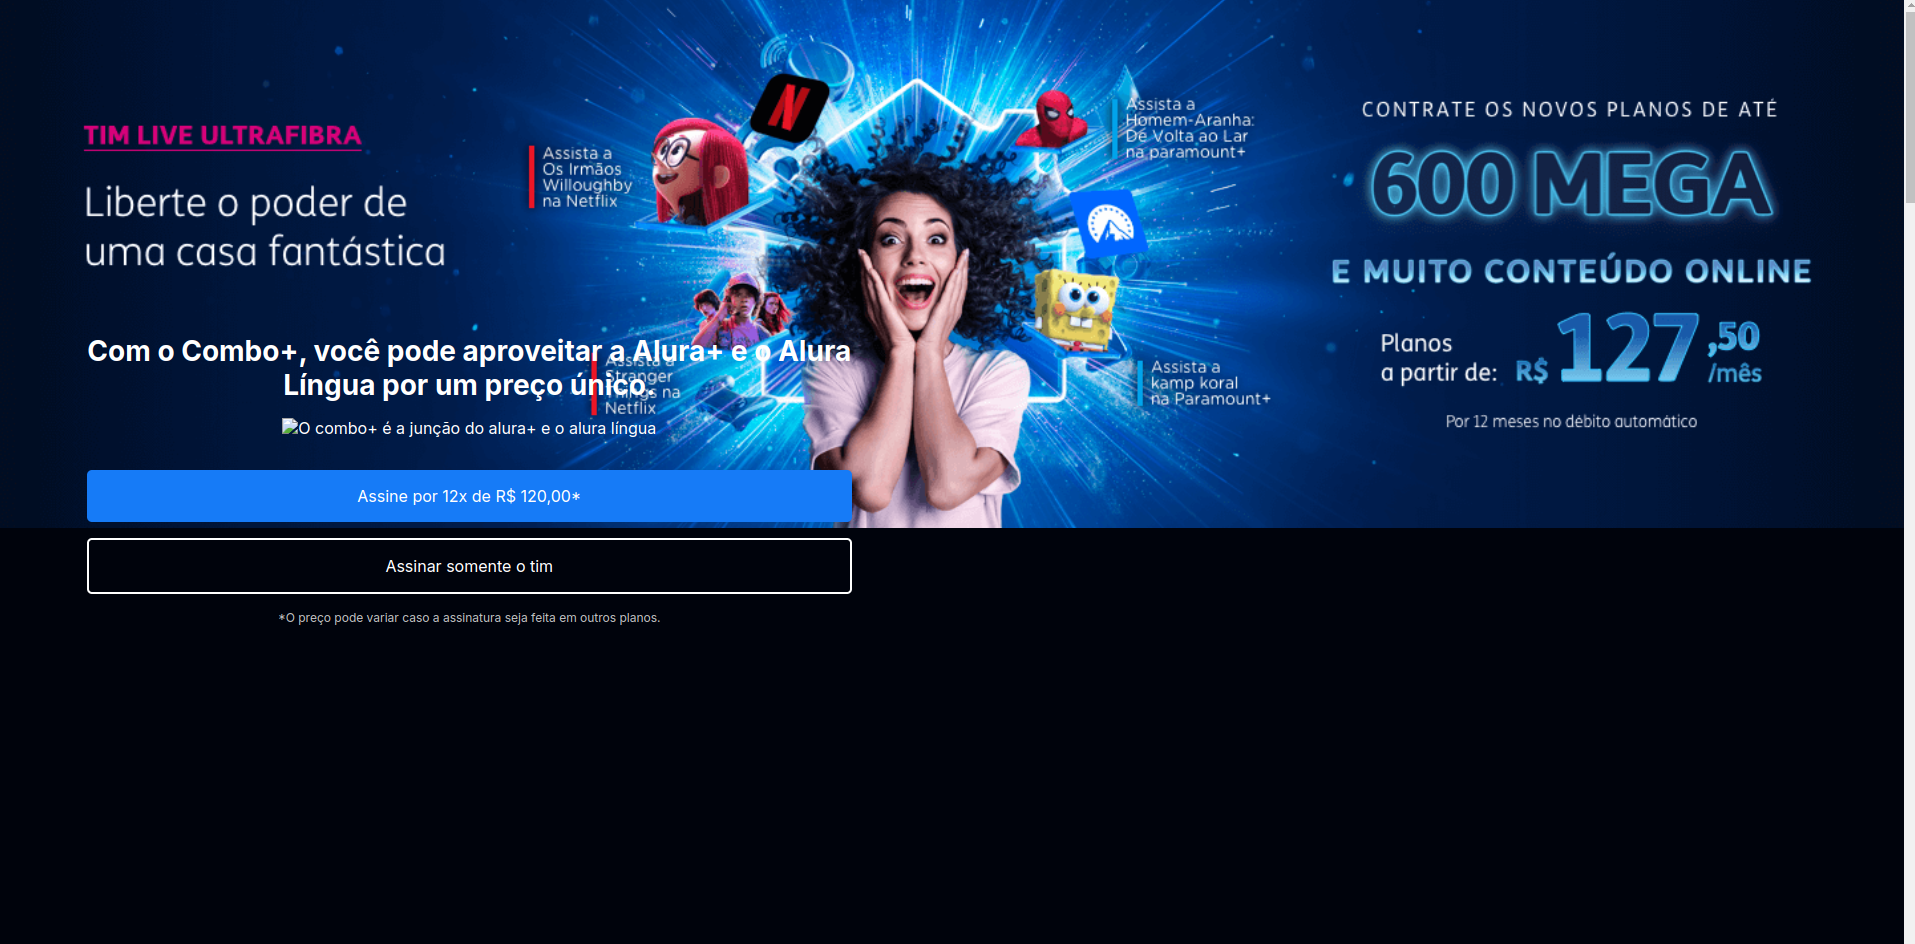 TIM LIVE ULTRAFIBRA
Liberte o poder de
uma casa fantástica
Assista a
Os Irmãos
Willoughby
na Netflix
N
Assista a
Homem-Aranha:
De Volta ao Lar
na paramount+
CONTRATE OS NOVOS PLANOS DE ATÉ
600 MEGA
E MUITO CONTEÚDO ONLINE
Planos
a partir de: R$ 127,50 /mês
Por 12 meses no débito automático
Assista a
Stranger
Things na
Netflix
Assista a
kamp koral
na Paramount+
Com o Combo+, você pode aproveitar a Alura+ e o Alura
Língua por um preço único.
O combo+ é a junção do alura+ e o alura língua
Assine por 12x de R$ 120,00*
Assinar somente o tim
*O preço pode variar caso a assinatura seja feita em outros planos.